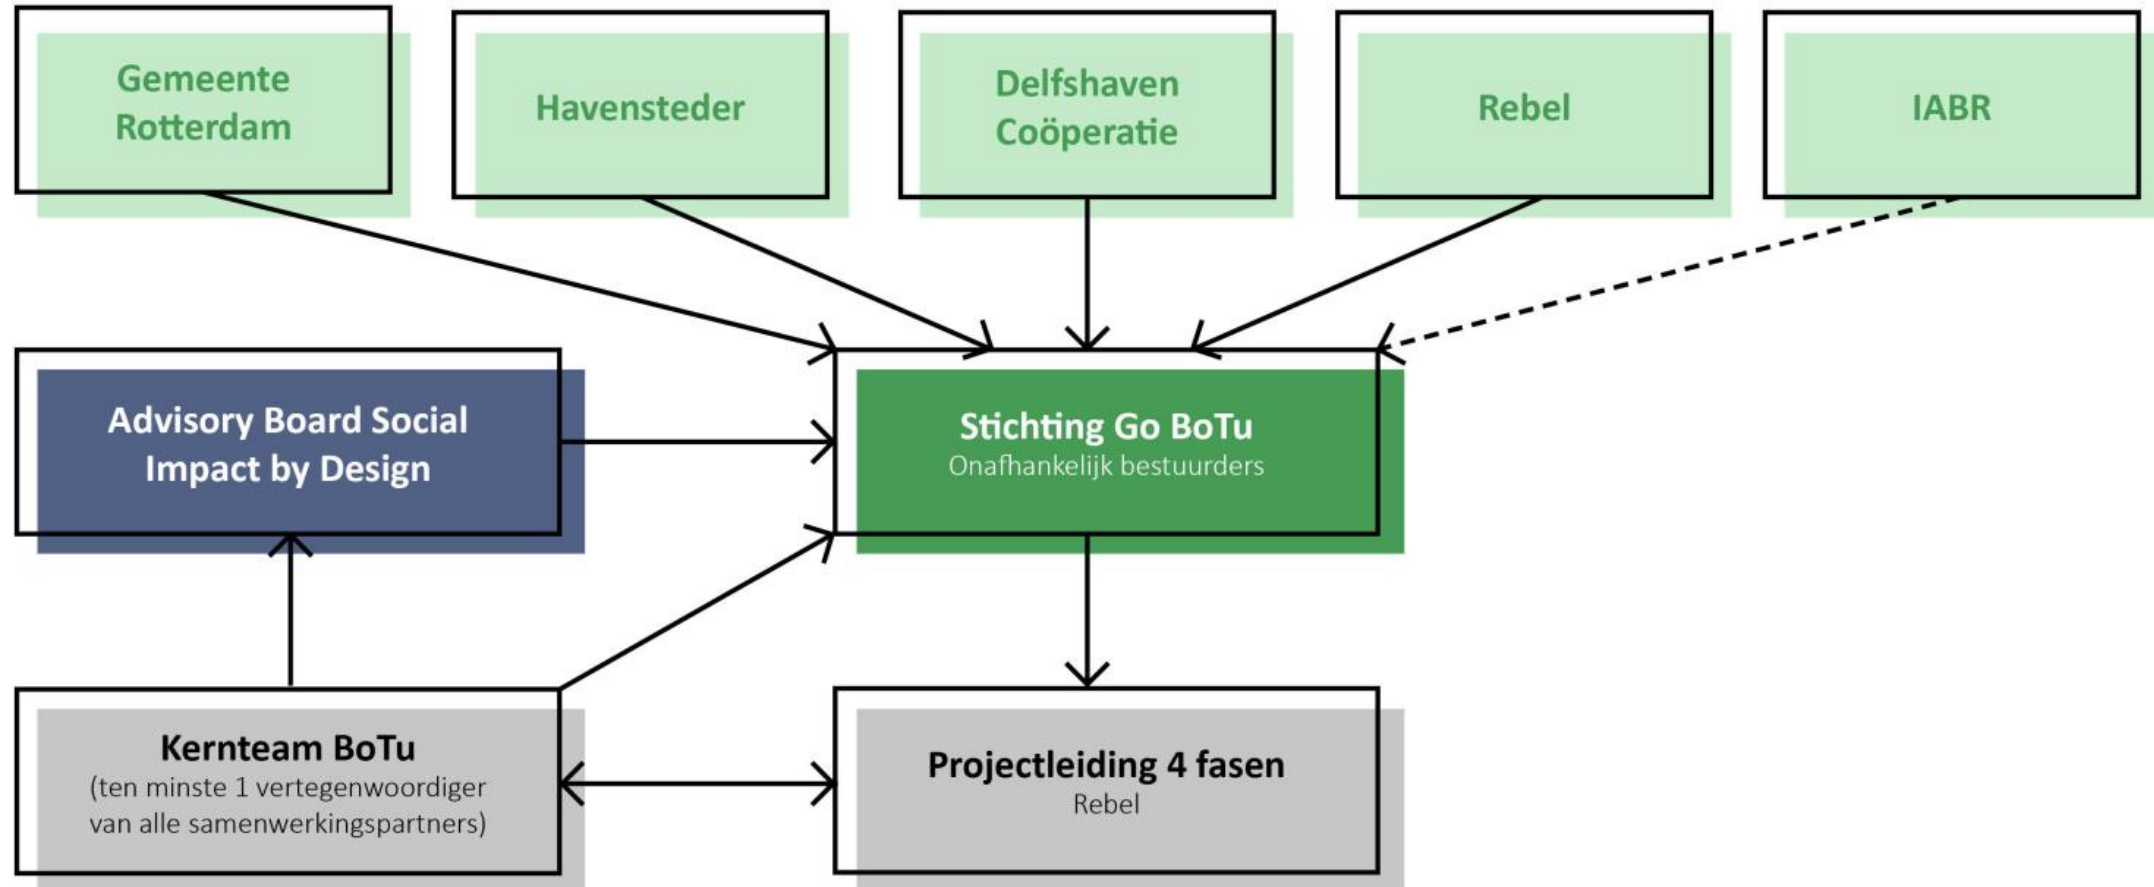 Gemeente
Rotterdam
Havensteder
Delfshaven
Coöperatie
Rebel
IABR
Advisory Board Social
Impact by Design
Stichting Go BoTu
Onafhankelijk bestuurders
Kernteam BoTu
(ten minste 1 vertegenwoordiger
van alle samenwerkingspartners)
Projectleiding 4 fasen
Rebel